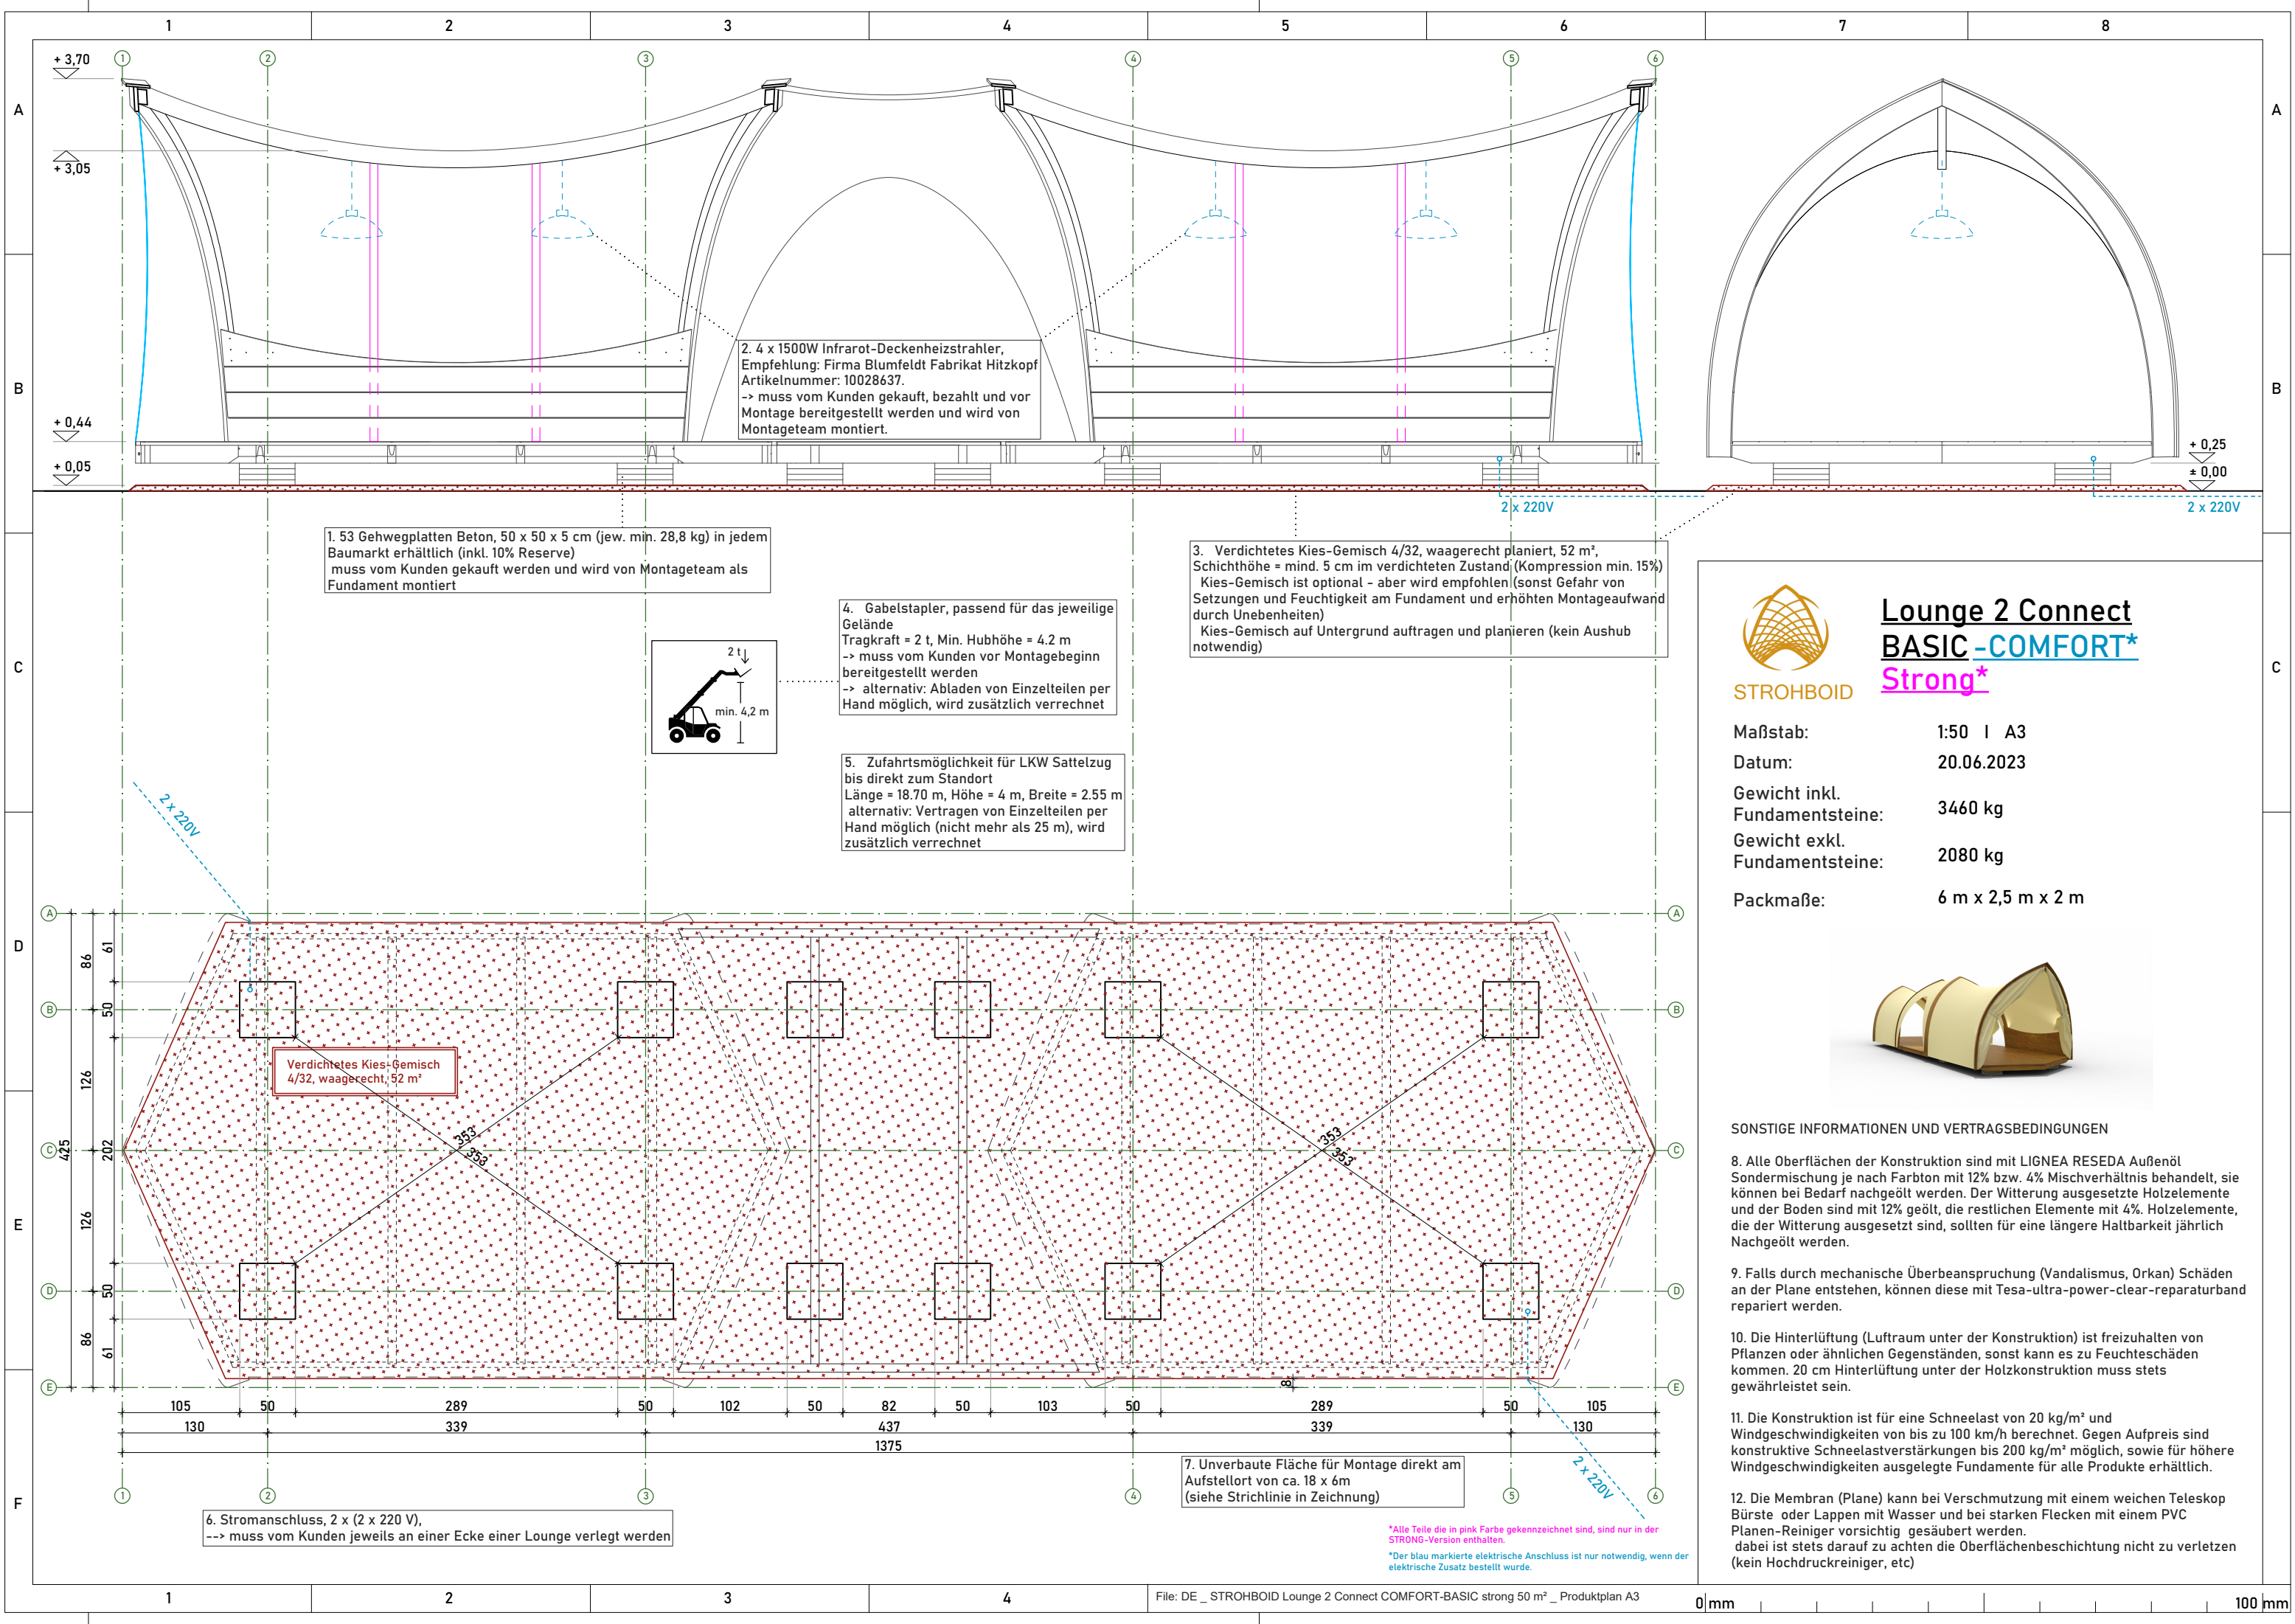 1 2 3 4 5 6 7 8
A A
B B
C C
D
E
F
1 2 3 4 5 6
+ 3,70
+ 3,05
+ 0,44
+ 0,05
+ 0,25
± 0,00
2 x 220V
2 x 220V
2. 4 x 1500W Infrarot-Deckenheizstrahler,
Empfehlung: Firma Blumfeldt Fabrikat Hitzkopf
Artikelnummer: 10028637.
-> muss vom Kunden gekauft, bezahlt und vor
Montage bereitgestellt werden und wird von
Montageteam montiert.
1. 53 Gehwegplatten Beton, 50 x 50 x 5 cm (jew. min. 28,8 kg) in jedem
Baumarkt erhältlich (inkl. 10% Reserve)
muss vom Kunden gekauft werden und wird von Montageteam als
Fundament montiert
3. Verdichtetes Kies-Gemisch 4/32, waagerecht planiert, 52 m²,
Schichthöhe = mind. 5 cm im verdichteten Zustand (Kompression min. 15%)
Kies-Gemisch ist optional - aber wird empfohlen (sonst Gefahr von
Setzungen und Feuchtigkeit am Fundament und erhöhten Montageaufwand
durch Unebenheiten)
Kies-Gemisch auf Untergrund auftragen und planieren (kein Aushub
notwendig)
4. Gabelstapler, passend für das jeweilige
Gelände
Tragkraft = 2 t, Min. Hubhöhe = 4.2 m
-> muss vom Kunden vor Montagebeginn
bereitgestellt werden
-> alternativ: Abladen von Einzelteilen per
Hand möglich, wird zusätzlich verrechnet
2 t
min. 4,2 m
5. Zufahrtsmöglichkeit für LKW Sattelzug
bis direkt zum Standort
Länge = 18.70 m, Höhe = 4 m, Breite = 2.55 m
alternativ: Vertragen von Einzelteilen per
Hand möglich (nicht mehr als 25 m), wird
zusätzlich verrechnet
2 x 220V
A A
B B
C C
D D
E E
86 126 126 86
425
61 50 202 50 61
Verdichtetes Kies-Gemisch
4/32, waagerecht, 52 m²
353
353
353
353
8
105 50 289 50 102 50 82 50 103 50 289 50 105
130 339 437 339 130
1375
1 2 3 4 5 6
2 x 220V
6. Stromanschluss, 2 x (2 x 220 V),
--> muss vom Kunden jeweils an einer Ecke einer Lounge verlegt werden
7. Unverbaute Fläche für Montage direkt am
Aufstellort von ca. 18 x 6m
(siehe Strichlinie in Zeichnung)
*Alle Teile die in pink Farbe gekennzeichnet sind, sind nur in der
STRONG-Version enthalten.
*Der blau markierte elektrische Anschluss ist nur notwendig, wenn der
elektrische Zusatz bestellt wurde.
STROHBOID
Lounge 2 Connect
BASIC -COMFORT*
Strong*
Maßstab: 1:50 I A3
Datum: 20.06.2023
Gewicht inkl.
Fundamentsteine: 3460 kg
Gewicht exkl.
Fundamentsteine: 2080 kg
Packmaße: 6 m x 2,5 m x 2 m
SONSTIGE INFORMATIONEN UND VERTRAGSBEDINGUNGEN
8. Alle Oberflächen der Konstruktion sind mit LIGNEA RESEDA Außenöl
Sondermischung je nach Farbton mit 12% bzw. 4% Mischverhältnis behandelt, sie
können bei Bedarf nachgeölt werden. Der Witterung ausgesetzte Holzelemente
und der Boden sind mit 12% geölt, die restlichen Elemente mit 4%. Holzelemente,
die der Witterung ausgesetzt sind, sollten für eine längere Haltbarkeit jährlich
Nachgeölt werden.
9. Falls durch mechanische Überbeanspruchung (Vandalismus, Orkan) Schäden
an der Plane entstehen, können diese mit Tesa-ultra-power-clear-reparaturband
repariert werden.
10. Die Hinterlüftung (Luftraum unter der Konstruktion) ist freizuhalten von
Pflanzen oder ähnlichen Gegenständen, sonst kann es zu Feuchteschäden
kommen. 20 cm Hinterlüftung unter der Holzkonstruktion muss stets
gewährleistet sein.
11. Die Konstruktion ist für eine Schneelast von 20 kg/m² und
Windgeschwindigkeiten von bis zu 100 km/h berechnet. Gegen Aufpreis sind
konstruktive Schneelastverstärkungen bis 200 kg/m² möglich, sowie für höhere
Windgeschwindigkeiten ausgelegte Fundamente für alle Produkte erhältlich.
12. Die Membran (Plane) kann bei Verschmutzung mit einem weichen Teleskop
Bürste oder Lappen mit Wasser und bei starken Flecken mit einem PVC
Planen-Reiniger vorsichtig gesäubert werden.
dabei ist stets darauf zu achten die Oberflächenbeschichtung nicht zu verletzen
(kein Hochdruckreiniger, etc)
1 2 3 4
File: DE _ STROHBOID Lounge 2 Connect COMFORT-BASIC strong 50 m² _ Produktplan A3
0 mm 100 mm